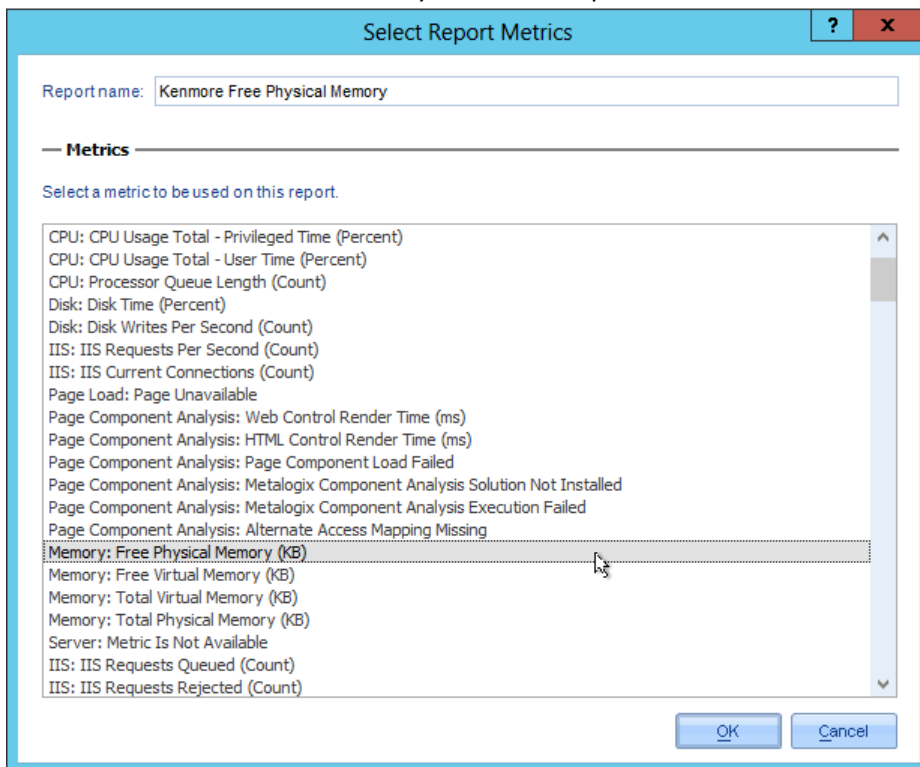 Select Report Metrics
? x
Report name: Kenmore Free Physical Memory
Metrics
Select a metric to be used on this report.
CPU: CPU Usage Total - Privileged Time (Percent)
CPU: CPU Usage Total - User Time (Percent)
CPU: Processor Queue Length (Count)
Disk: Disk Time (Percent)
Disk: Disk Writes Per Second (Count)
IIS: IIS Requests Per Second (Count)
IIS: IIS Current Connections (Count)
Page Load: Page Unavailable
Page Component Analysis: Web Control Render Time (ms)
Page Component Analysis: HTML Control Render Time (ms)
Page Component Analysis: Page Component Load Failed
Page Component Analysis: Metalogix Component Analysis Solution Not Installed
Page Component Analysis: Metalogix Component Analysis Execution Failed
Page Component Analysis: Alternate Access Mapping Missing
Memory: Free Physical Memory (KB)
Memory: Free Virtual Memory (KB)
Memory: Total Virtual Memory (KB)
Memory: Total Physical Memory (KB)
Server: Metric Is Not Available
IIS: IIS Requests Queued (Count)
IIS: IIS Requests Rejected (Count)
OK Cancel